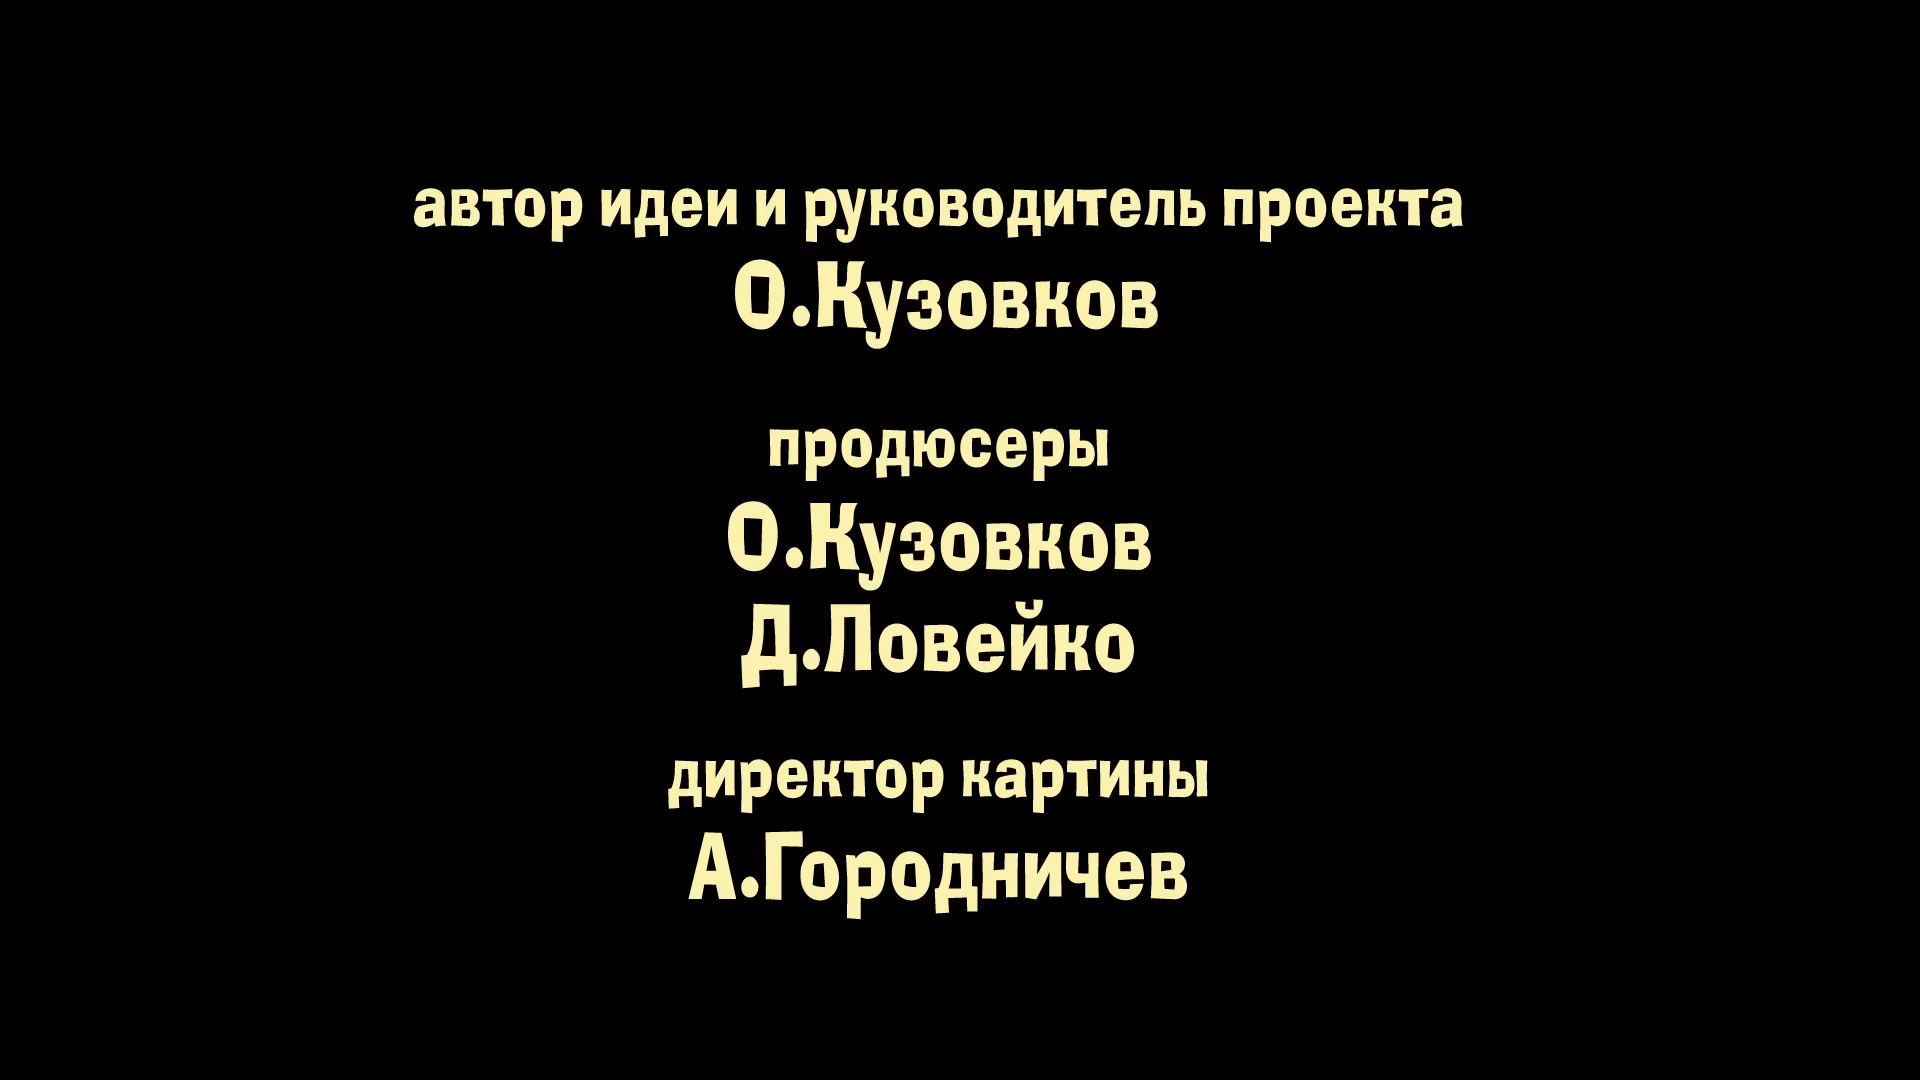 автор идеи и руководитель проекта
О.Кузовков
продюсеры
О.Кузовков
Д.Ловейко
директор картины
А.Городничев